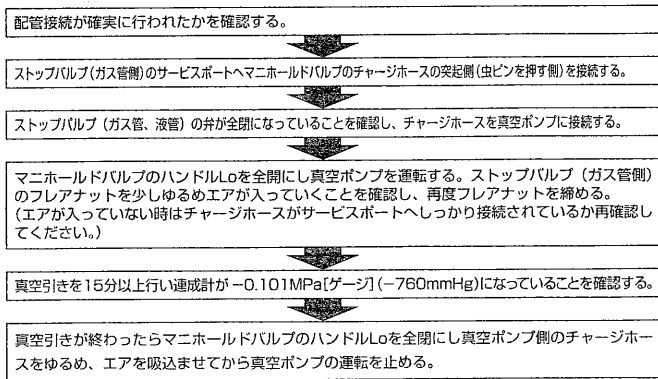 配管接続が確実に行われたかを確認する。
ストップバルブ(ガス管側)のサービスポートへマニホールドバルブのチャージホースの突起側(虫ピンを押す側)を接続する。
ストップバルブ（ガス管、液管）の弁が全閉になっていることを確認し、チャージホースを真空ポンプに接続する。
マニホールドバルブのハンドルLoを全開にし真空ポンプを運転する。ストップバルブ（ガス管側)
のフレアナットを少しゆるめエアが入っていくことを確認し、再度フレアナットを締める。
(エアが入っていない時はチャージホースがサービスポートへしっかり接続されているか再確認し
てください。)
真空引きを15分以上行い連成計が－0.101MPa[ゲージ](－760mmHg)になっていることを確認する。
真空引きが終わったらマニホールドバルブのハンドルLoを全閉にし真空ポンプ側のチャージホー
スをゆるめ、エアを吸込ませてから真空ポンプの運転を止める。